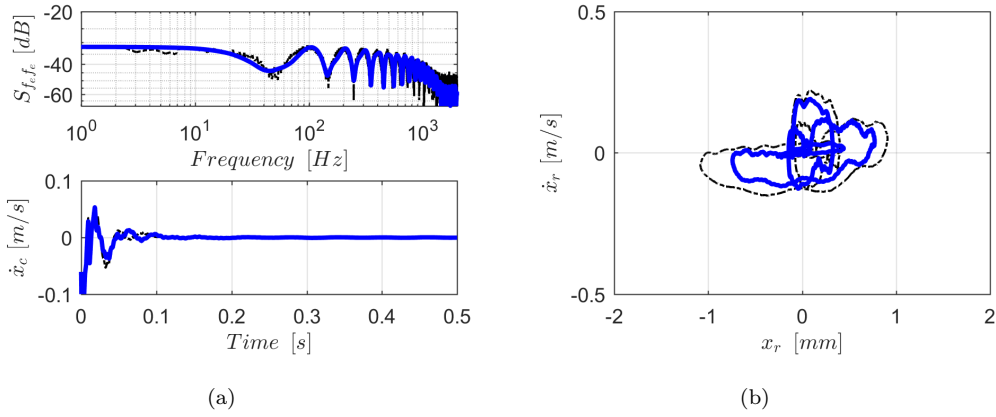 -20
-40
-60
S_{f_e f_e} [dB]
10^0 10^1 10^2 10^3
Frequency [Hz]
0.1
0
-0.1
ẋ_c [m/s]
0 0.1 0.2 0.3 0.4 0.5
Time [s]
(a)
0.5
0
-0.5
ẋ_r [m/s]
-2 -1 0 1 2
x_r [mm]
(b)